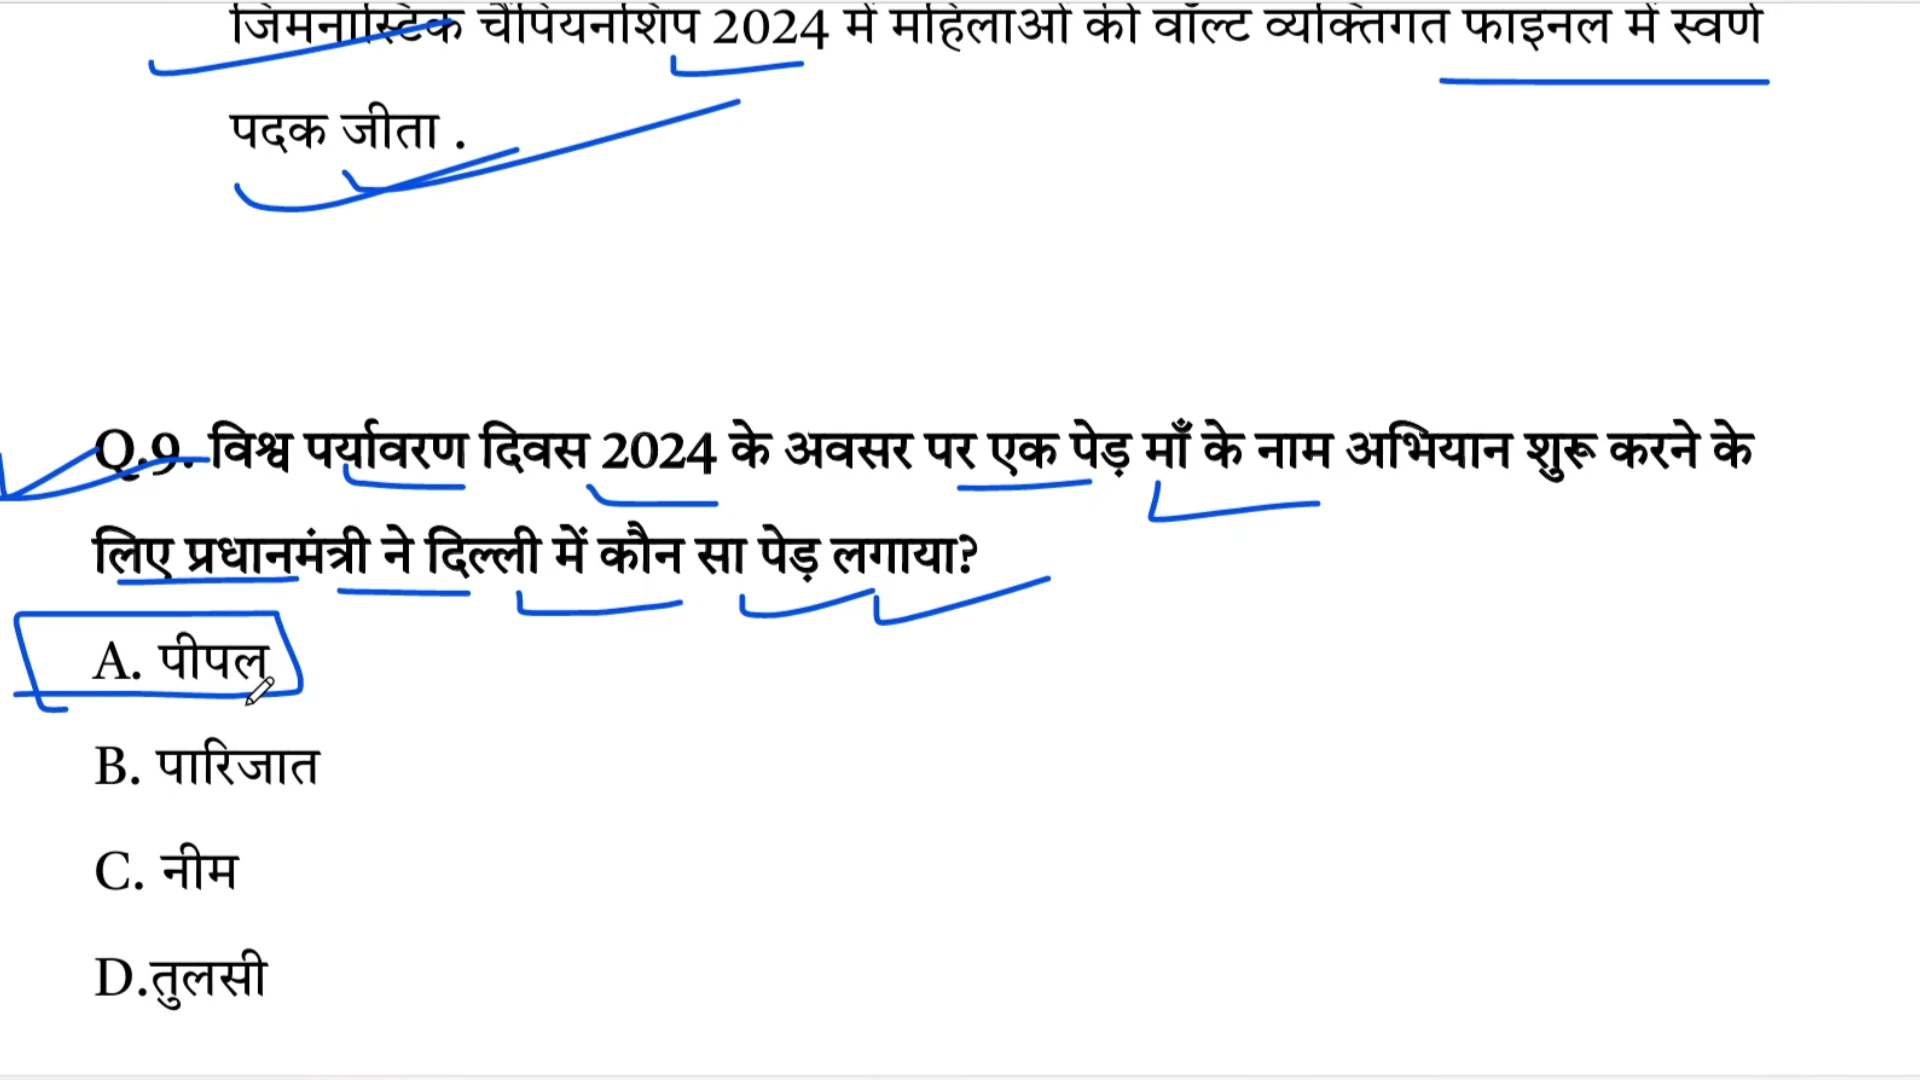 जिमनास्टिक चैंपियनशिप 2024 में महिलाओं की वॉल्ट व्यक्तिगत फाइनल में स्वर्ण
पदक जीता .
Q.9. विश्व पर्यावरण दिवस 2024 के अवसर पर एक पेड़ माँ के नाम अभियान शुरू करने के
लिए प्रधानमंत्री ने दिल्ली में कौन सा पेड़ लगाया?
A. पीपल
B. पारिजात
C. नीम
D.तुलसी